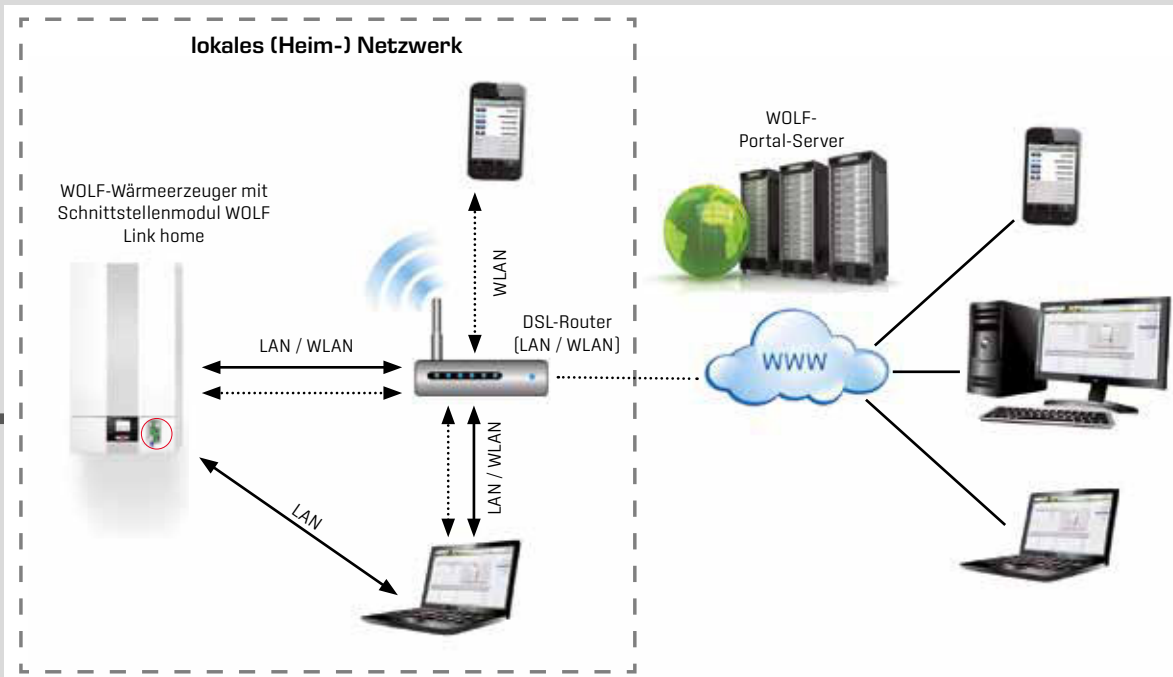 lokales (Heim-) Netzwerk
WOLF-
Portal-Server
WOLF-Wärmeerzeuger mit
Schnittstellenmodul WOLF
Link home
WLAN
DSL-Router
(LAN / WLAN)
LAN / WLAN
WWW
LAN / WLAN
LAN